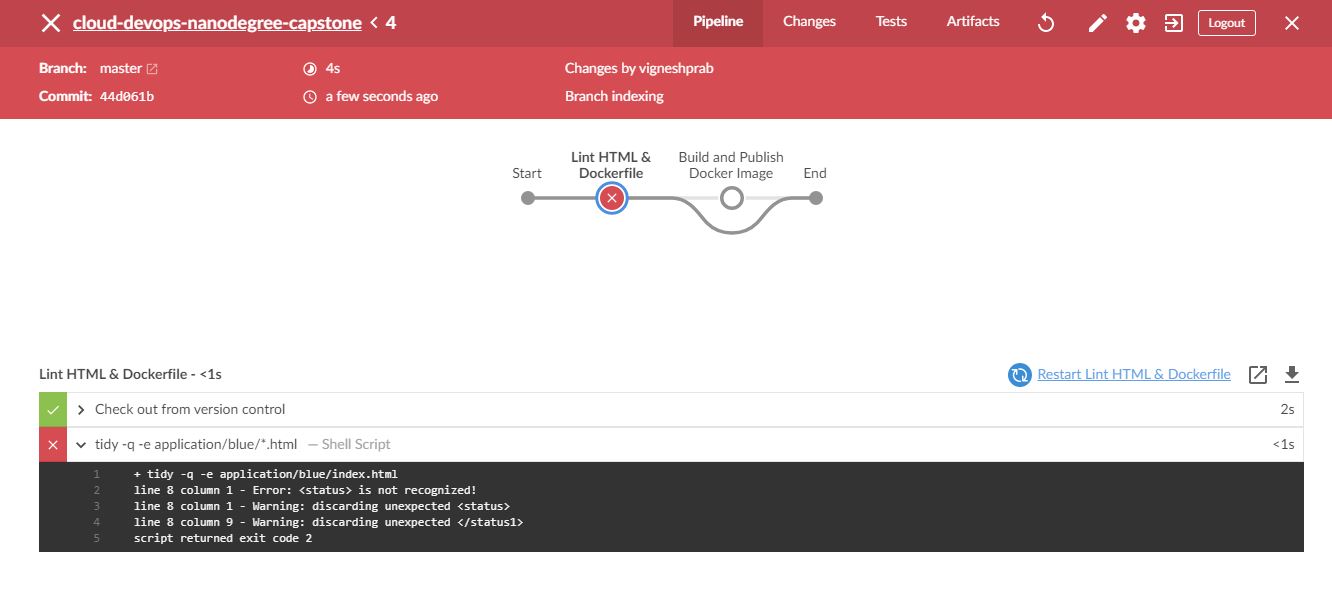 cloud-devops-nanodegree-capstone < 4
Pipeline
Changes
Tests
Artifacts
Logout
Branch: master
4s
Changes by vigneshprab
Commit: 44d061b
a few seconds ago
Branch indexing
Start
Lint HTML &
Dockerfile
Build and Publish
Docker Image
End
Lint HTML & Dockerfile - <1s
Restart Lint HTML & Dockerfile
Check out from version control
2s
tidy -q -e application/blue/*.html — Shell Script
<1s
1 + tidy -q -e application/blue/index.html
2 line 8 column 1 - Error: <status> is not recognized!
3 line 8 column 1 - Warning: discarding unexpected <status>
4 line 8 column 9 - Warning: discarding unexpected </status1>
5 script returned exit code 2